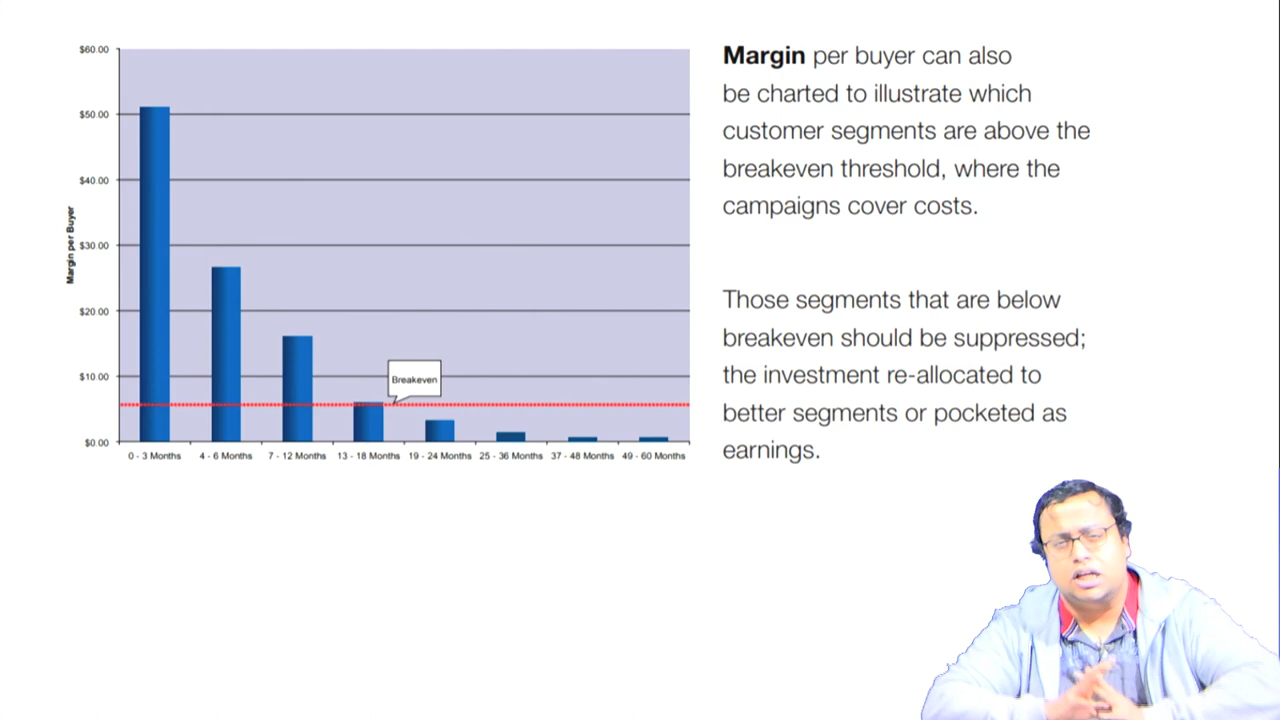 $60.00
$50.00
$40.00
$30.00
$20.00
$10.00
$0.00
Margin per Buyer
Breakeven
0 - 3 Months 4 - 6 Months 7 - 12 Months 13 - 18 Months 19 - 24 Months 25 - 36 Months 37 - 48 Months 49 - 60 Months
Margin per buyer can also
be charted to illustrate which
customer segments are above the
breakeven threshold, where the
campaigns cover costs.
Those segments that are below
breakeven should be suppressed;
the investment re-allocated to
better segments or pocketed as
earnings.